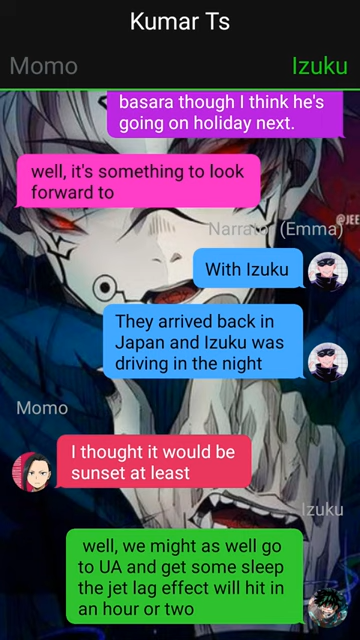 Kumar Ts
Momo
Izuku
basara though I think he's
going on holiday next.
well, it's something to look
forward to
@JEE
Narrator (Emma)
With Izuku
They arrived back in
Japan and Izuku was
driving in the night
Momo
I thought it would be
sunset at least
Izuku
well, we might as well go
to UA and get some sleep
the jet lag effect will hit in
an hour or two